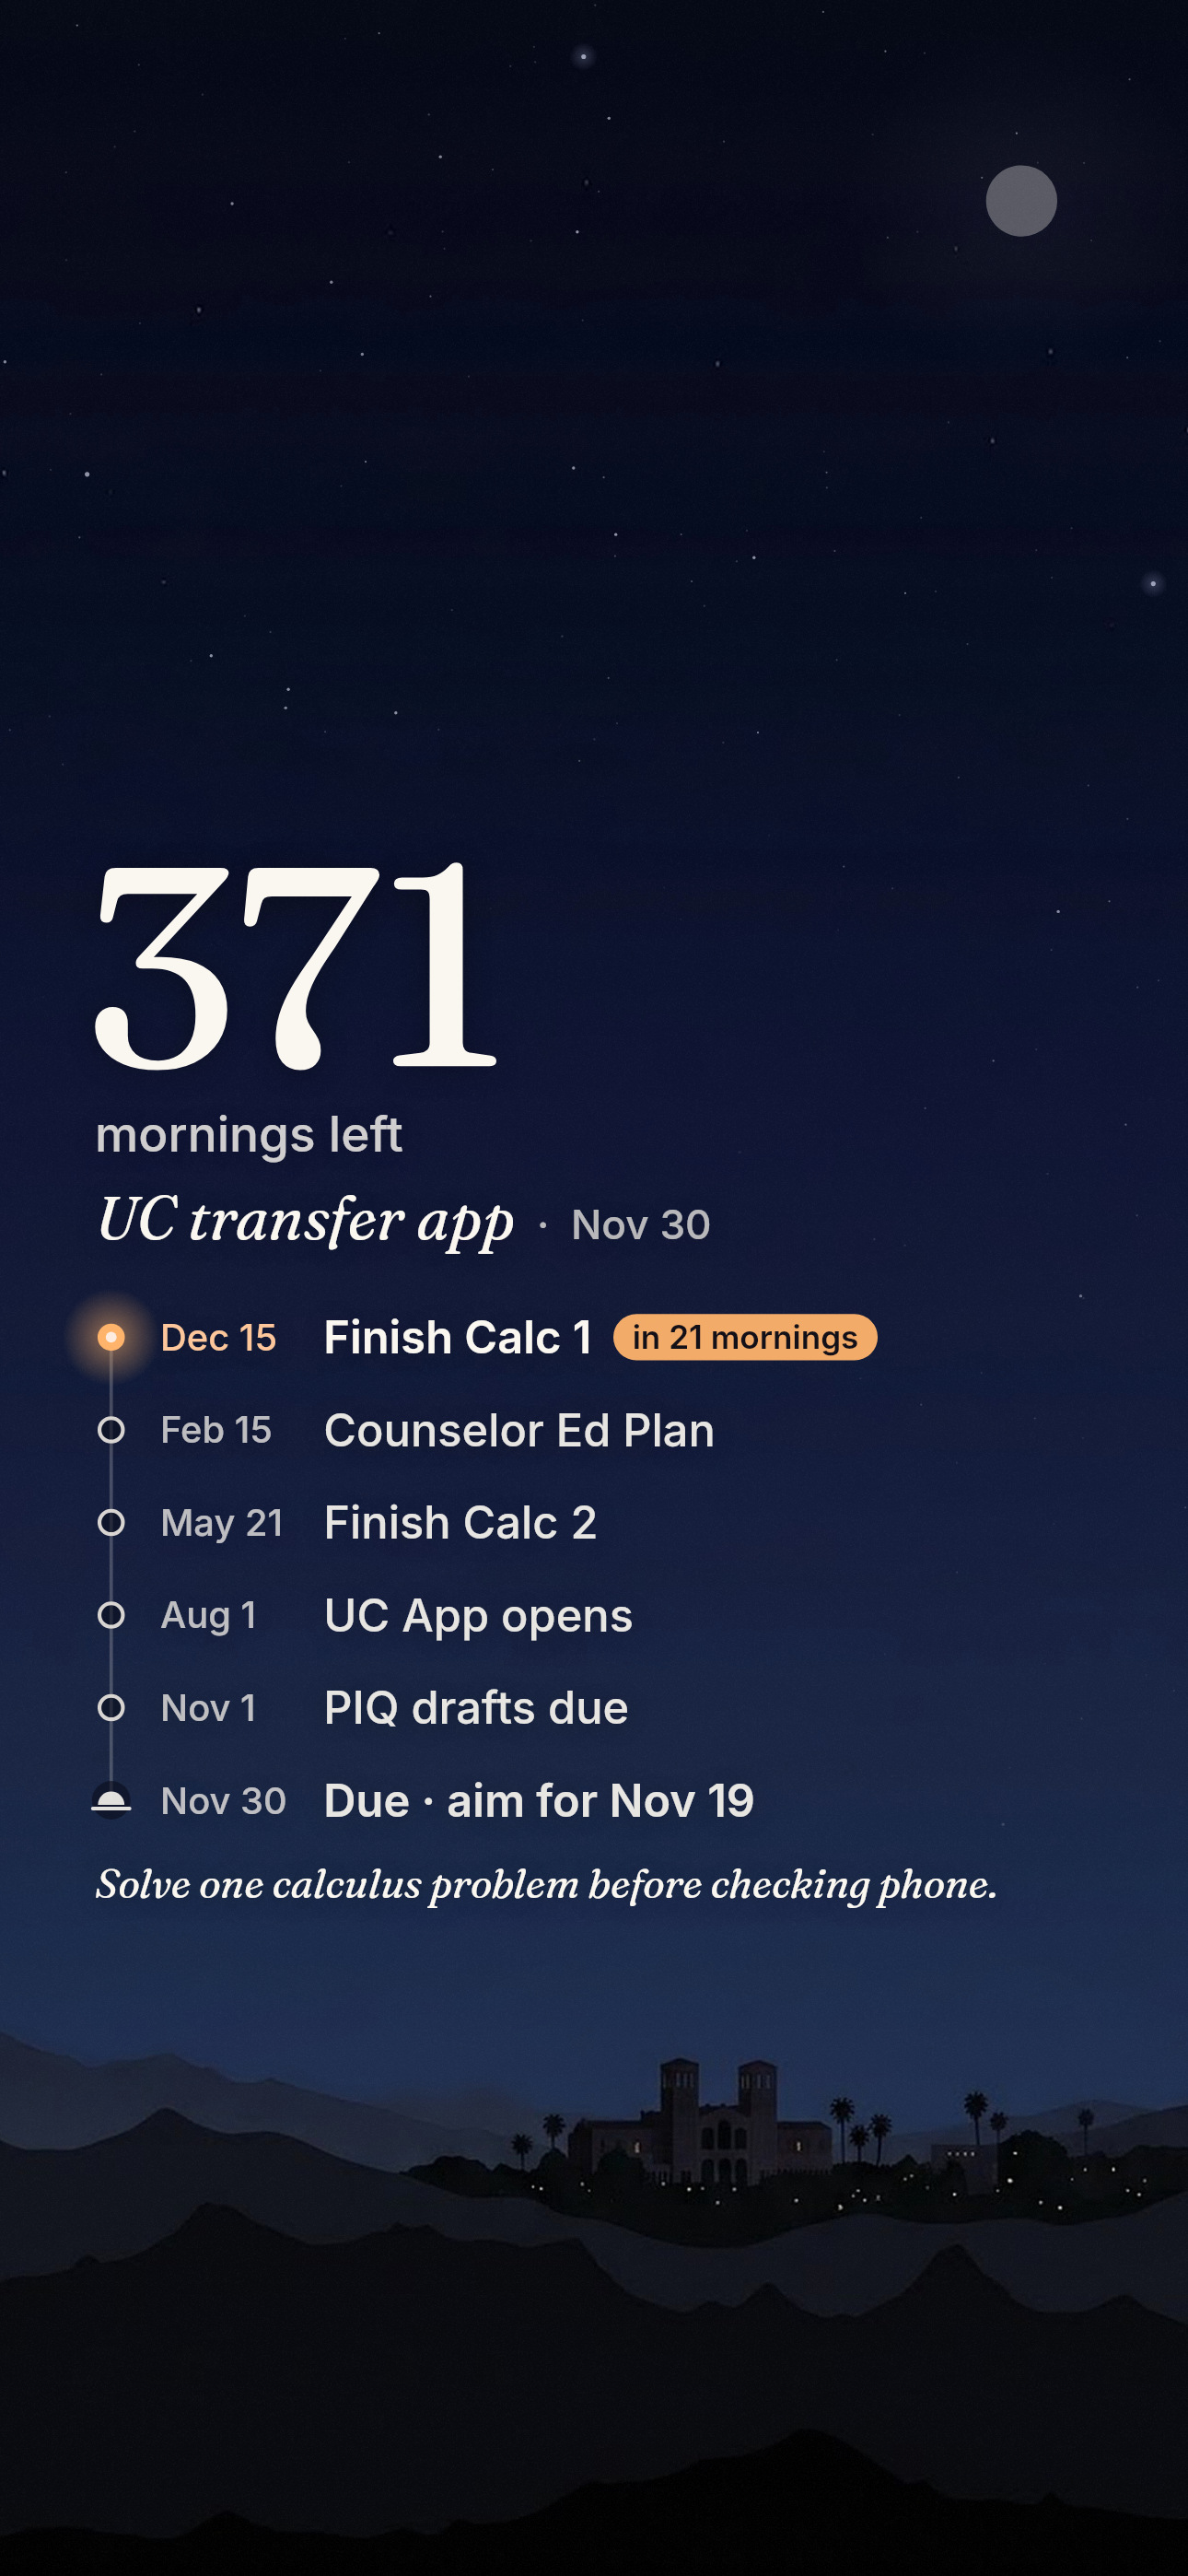 371
mornings left
UC transfer app · Nov 30
Dec 15 Finish Calc 1 in 21 mornings
Feb 15 Counselor Ed Plan
May 21 Finish Calc 2
Aug 1 UC App opens
Nov 1 PIQ drafts due
Nov 30 Due · aim for Nov 19
Solve one calculus problem before checking phone.